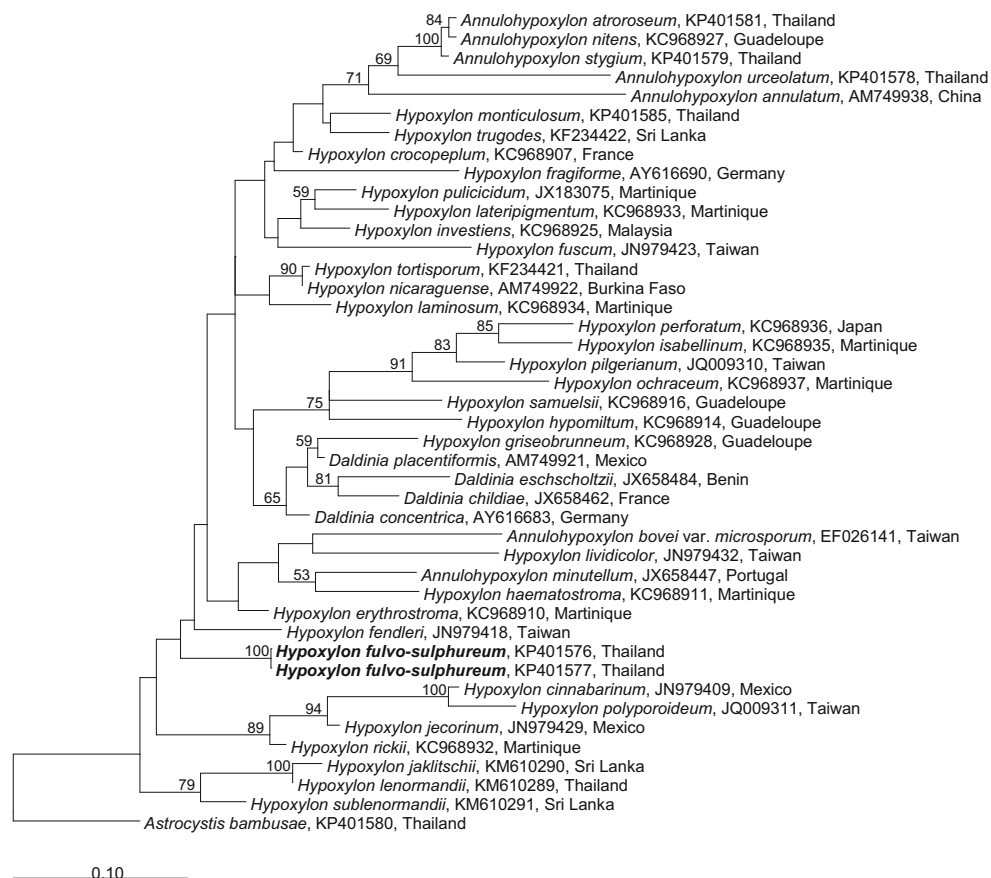 84 Annulohypoxylon atroroseum, KP401581, Thailand
100 Annulohypoxylon nitens, KC968927, Guadeloupe
Annulohypoxylon stygium, KP401579, Thailand
69
71 Annulohypoxylon urceolatum, KP401578, Thailand
Annulohypoxylon annulatum, AM749938, China
Hypoxylon monticulosum, KP401585, Thailand
Hypoxylon trugodes, KF234422, Sri Lanka
Hypoxylon crocopeplum, KC968907, France
Hypoxylon fragiforme, AY616690, Germany
59 Hypoxylon pulicicidum, JX183075, Martinique
Hypoxylon lateripigmentum, KC968933, Martinique
Hypoxylon investiens, KC968925, Malaysia
Hypoxylon fuscum, JN979423, Taiwan
90 Hypoxylon tortisporum, KF234421, Thailand
Hypoxylon nicaraguense, AM749922, Burkina Faso
Hypoxylon laminosum, KC968934, Martinique
85 Hypoxylon perforatum, KC968936, Japan
83 Hypoxylon isabellinum, KC968935, Martinique
91 Hypoxylon pilgerianum, JQ009310, Taiwan
Hypoxylon ochraceum, KC968937, Martinique
75 Hypoxylon samuelsii, KC968916, Guadeloupe
Hypoxylon hypomiltum, KC968914, Guadeloupe
59 Hypoxylon griseobrunneum, KC968928, Guadeloupe
Daldinia placentiformis, AM749921, Mexico
81 Daldinia eschscholtzii, JX658484, Benin
65 Daldinia childiae, JX658462, France
Daldinia concentrica, AY616683, Germany
Annulohypoxylon bovei var. microsporum, EF026141, Taiwan
Hypoxylon lividicolor, JN979432, Taiwan
53 Annulohypoxylon minutellum, JX658447, Portugal
Hypoxylon haematostroma, KC968911, Martinique
Hypoxylon erythrostroma, KC968910, Martinique
Hypoxylon fendleri, JN979418, Taiwan
100 Hypoxylon fulvo-sulphureum, KP401576, Thailand
Hypoxylon fulvo-sulphureum, KP401577, Thailand
100 Hypoxylon cinnabarinum, JN979409, Mexico
94 Hypoxylon polyporoideum, JQ009311, Taiwan
89 Hypoxylon jecorinum, JN979429, Mexico
Hypoxylon rickii, KC968932, Martinique
100 Hypoxylon jaklitschii, KM610290, Sri Lanka
79 Hypoxylon lenormandii, KM610289, Thailand
Hypoxylon sublenormandii, KM610291, Sri Lanka
Astrocystis bambusae, KP401580, Thailand
0.10